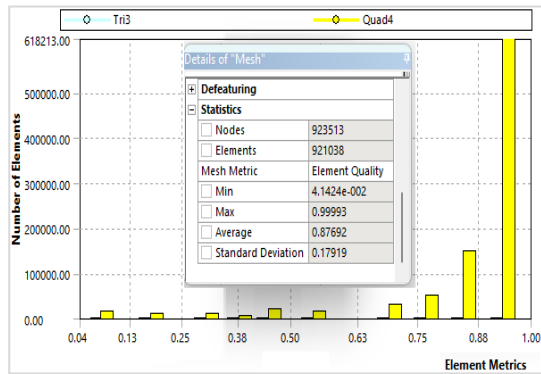 Tri3
Quad4
618213.00
500000.00
400000.00
300000.00
200000.00
100000.00
0.00
Number of Elements
0.04 0.13 0.25 0.38 0.50 0.63 0.75 0.88 1.00
Element Metrics
Details of "Mesh"
Defeaturing
Statistics
Nodes 923513
Elements 921038
Mesh Metric Element Quality
Min 4.1424e-002
Max 0.99993
Average 0.87692
Standard Deviation 0.17919